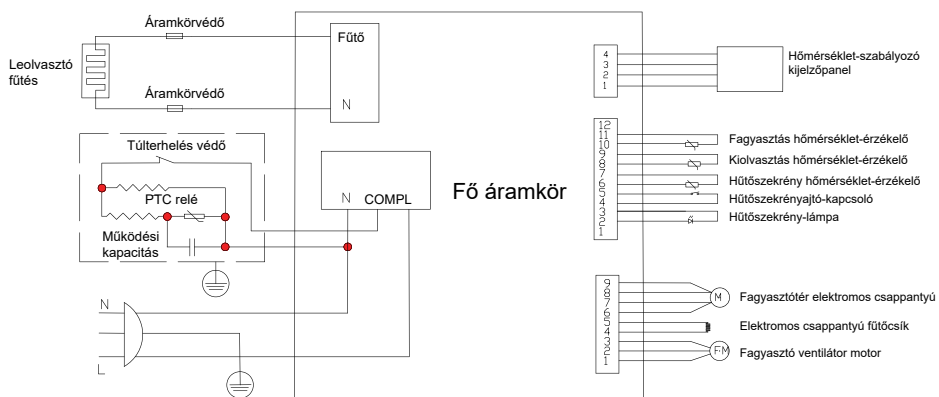 Áramkörvédő
Leolvasztó
fűtés
Áramkörvédő
Fűtő
N
Túlterhelés védő
PTC relé
Működési
kapacitás
N COMPL
N
L
Fő áramkör
4
3
2
1
Hőmérséklet-szabályozó
kijelzőpanel
12
11
10
9
8
7
6
5
4
3
2
1
Fagyasztás hőmérséklet-érzékelő
Kiolvasztás hőmérséklet-érzékelő
Hűtőszekrény hőmérséklet-érzékelő
Hűtőszekrényajtó-kapcsoló
Hűtőszekrény-lámpa
9
8
7
6
5
4
3
2
1
M
Fagyasztótér elektromos csappantyú
Elektromos csappantyú fűtőcsík
F·M
Fagyasztó ventilátor motor